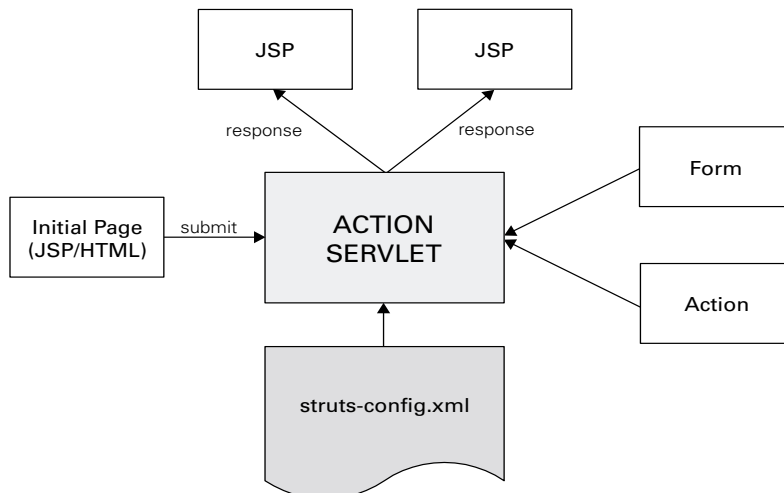 JSP
JSP
response
response
Form
Initial Page
(JSP/HTML)
submit
ACTION
SERVLET
Action
struts-config.xml